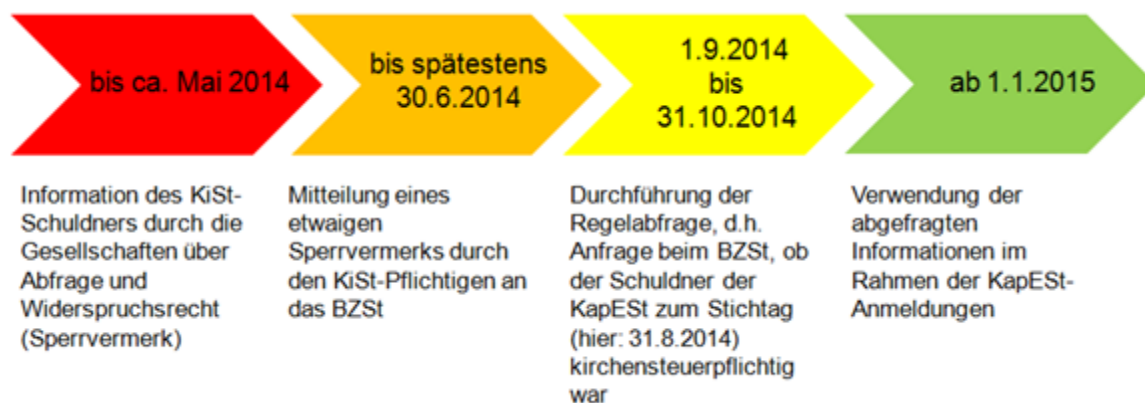 bis ca. Mai 2014
bis spätestens
30.6.2014
1.9.2014
bis
31.10.2014
ab 1.1.2015
Information des KiSt-
Schuldners durch die
Gesellschaften über
Abfrage und
Widerspruchsrecht
(Sperrvermerk)
Mitteilung eines
etwaigen
Sperrvermerks durch
den KiSt-Pflichtigen an
das BZSt
Durchführung der
Regelabfrage, d.h.
Anfrage beim BZSt, ob
der Schuldner der
KapESt zum Stichtag
(hier: 31.8.2014)
kirchensteuerpflichtig
war
Verwendung der
abgefragten
Informationen im
Rahmen der KapESt-
Anmeldungen